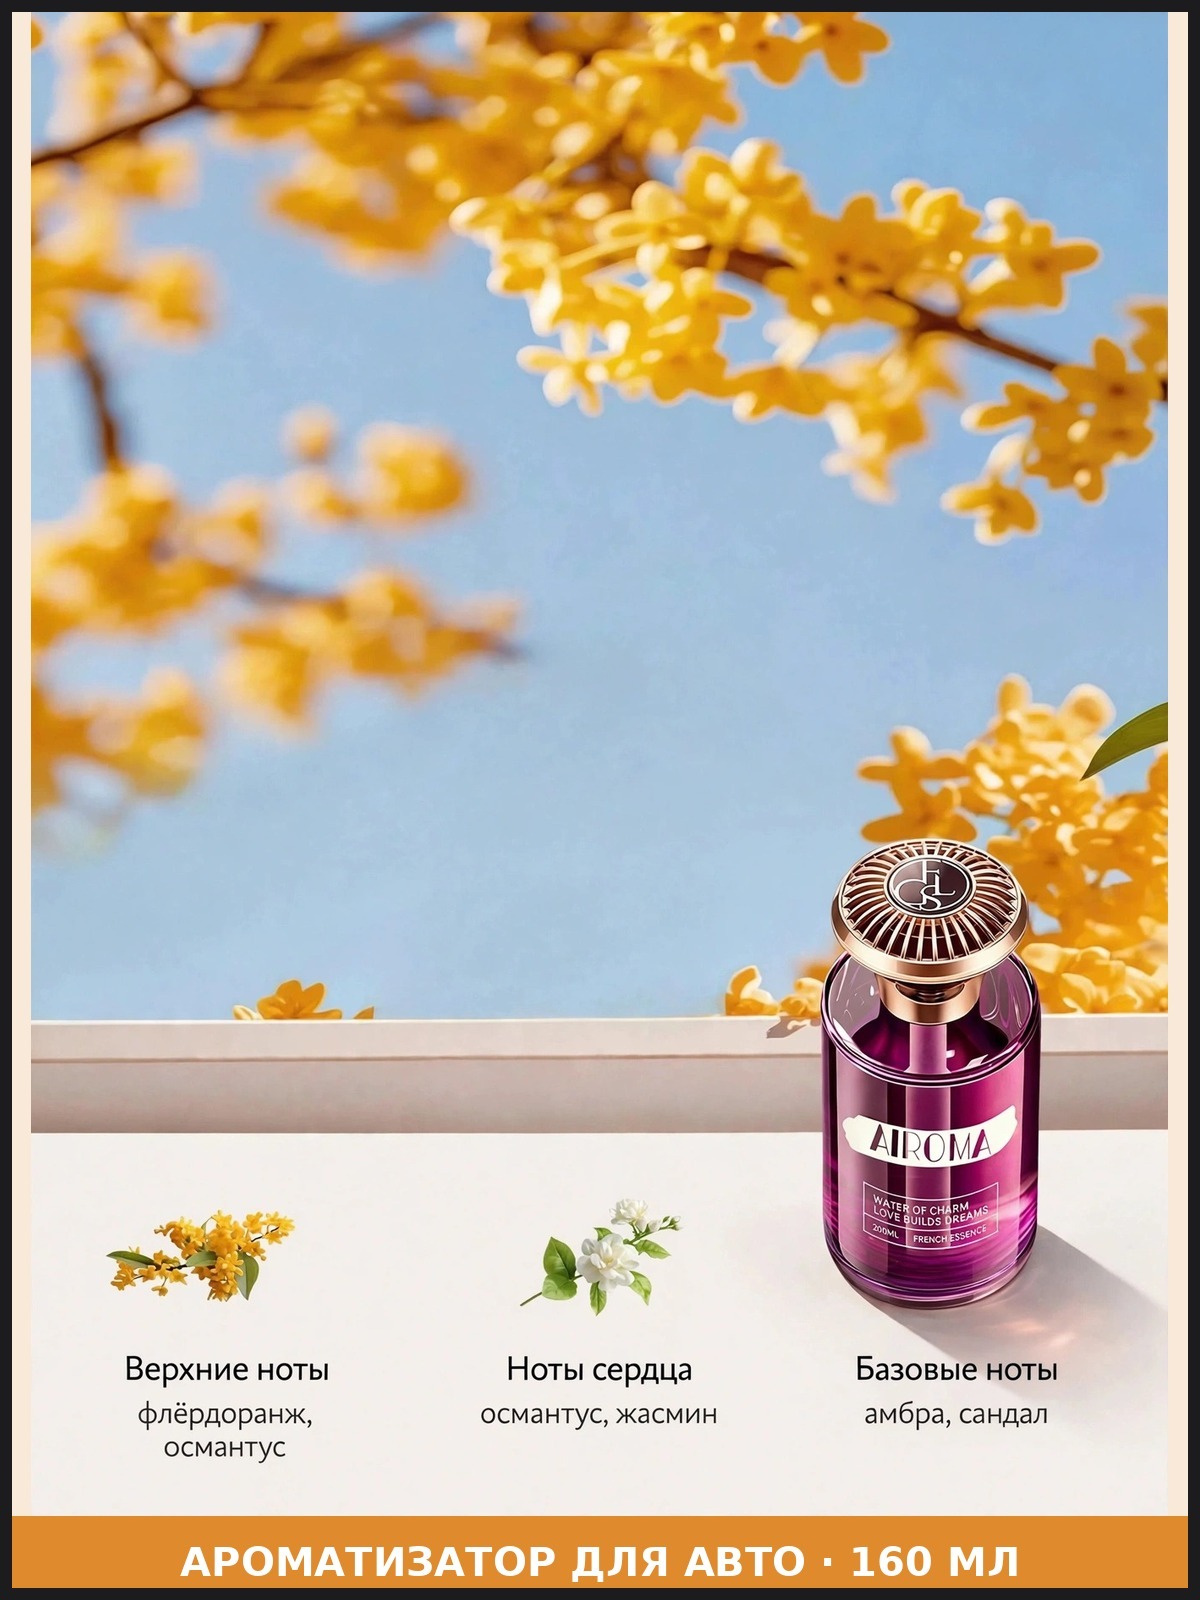 AIROMA
WATER OF CHARM
LOVE BUILDS DREAMS
200ML FRENCH ESSENCE
Верхние ноты
флёрдоранж,
османтус
Ноты сердца
османтус, жасмин
Базовые ноты
амбра, сандал
АРОМАТИЗАТОР ДЛЯ АВТО · 160 МЛ